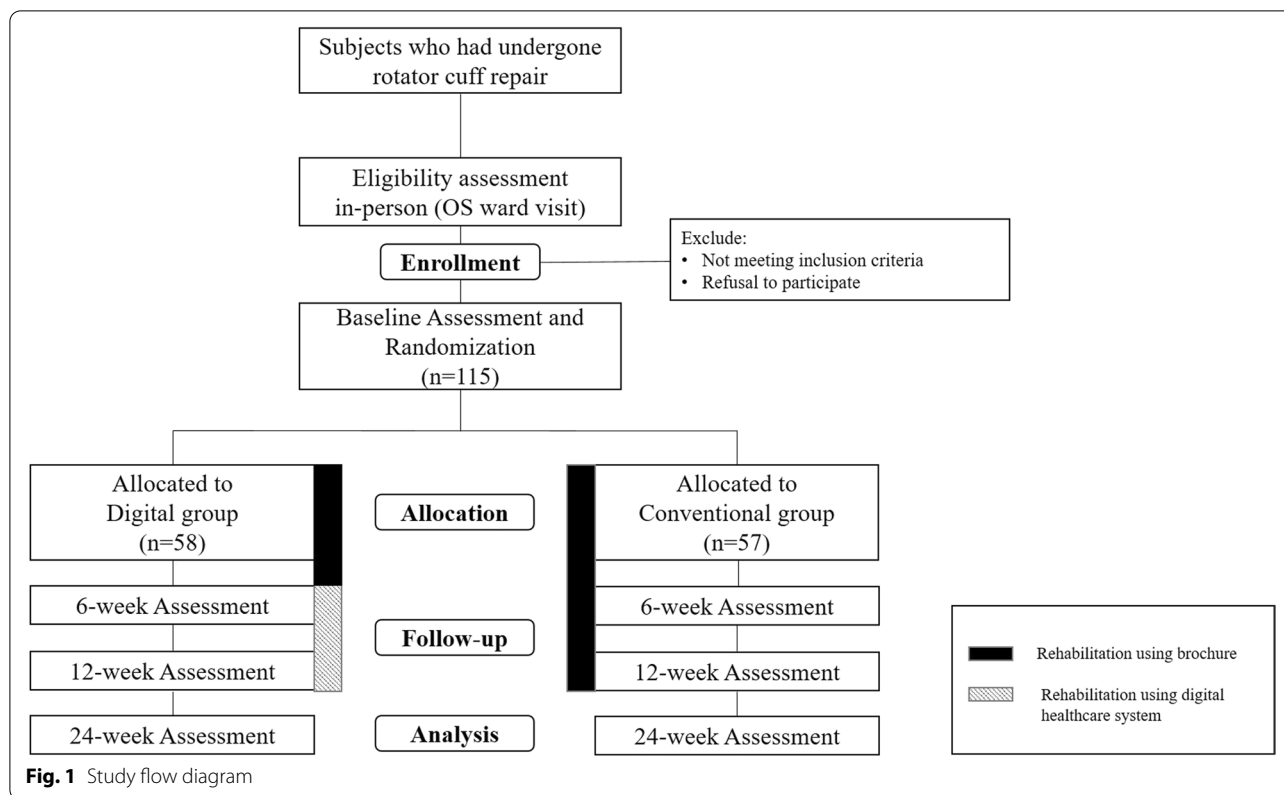 Subjects who had undergone
rotator cuff repair
Eligibility assessment
in-person (OS ward visit)
Enrollment
Exclude:
• Not meeting inclusion criteria
• Refusal to participate
Baseline Assessment and
Randomization
(n=115)
Allocated to
Digital group
(n=58)
Allocation
Allocated to
Conventional group
(n=57)
6-week Assessment
6-week Assessment
Follow-up
12-week Assessment
12-week Assessment
24-week Assessment
Analysis
24-week Assessment
Rehabilitation using brochure
Rehabilitation using digital
healthcare system
Fig. 1 Study flow diagram